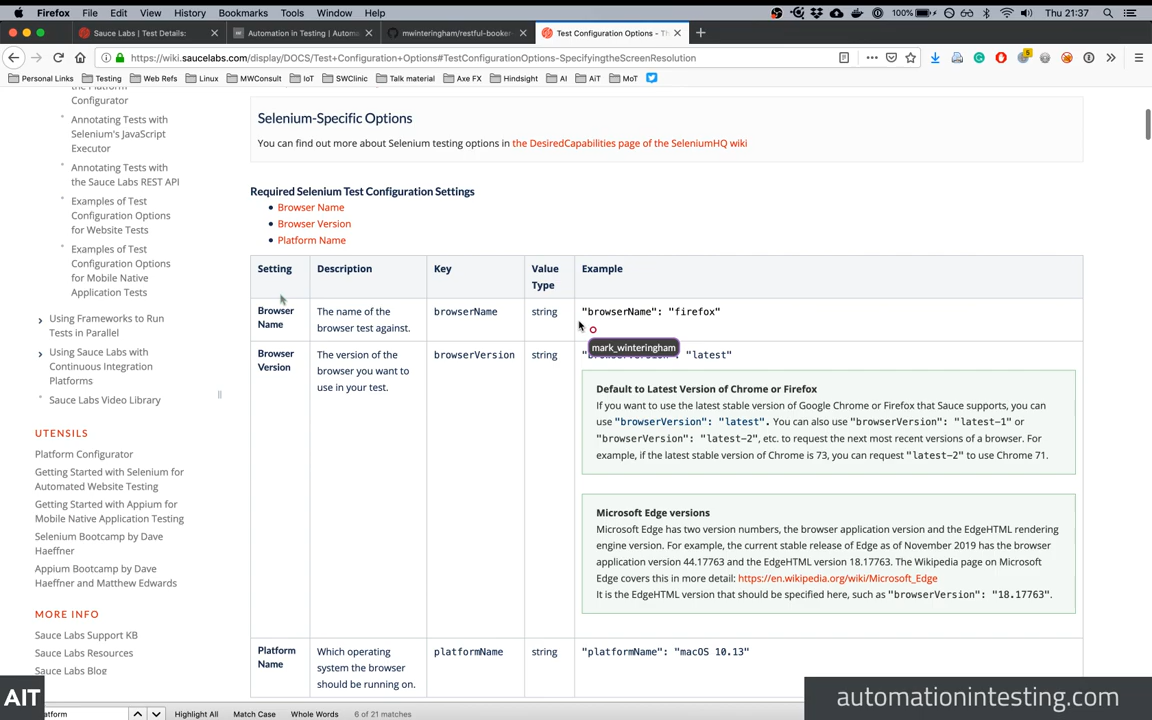 Firefox File Edit View History Bookmarks Tools Window Help 100% Thu 21:37
Sauce Labs | Test Details: × Automation in Testing | Automa × mwinteringham/restful-booker × Test Configuration Options - T ×
https://wiki.saucelabs.com/display/DOCS/Test+Configuration+Options#TestConfigurationOptions-SpecifyingtheScreenResolution
Personal Links Testing Web Refs Linux MWConsult IoT SWClinic Talk material Axe FX Hindsight AI AiT MoT
the Platform
Configurator
Annotating Tests with
Selenium's JavaScript
Executor
Annotating Tests with
the Sauce Labs REST API
Examples of Test
Configuration Options
for Website Tests
Examples of Test
Configuration Options
for Mobile Native
Application Tests
Using Frameworks to Run
Tests in Parallel
Using Sauce Labs with
Continuous Integration
Platforms
Sauce Labs Video Library
UTENSILS
Platform Configurator
Getting Started with Selenium for
Automated Website Testing
Getting Started with Appium for
Mobile Native Application Testing
Selenium Bootcamp by Dave
Haeffner
Appium Bootcamp by Dave
Haeffner and Matthew Edwards
MORE INFO
Sauce Labs Support KB
Sauce Labs Resources
Sauce Labs Blog
Selenium-Specific Options
You can find out more about Selenium testing options in the DesiredCapabilities page of the SeleniumHQ wiki
Required Selenium Test Configuration Settings
Browser Name
Browser Version
Platform Name
Setting Description Key Value Type Example
Browser Name
The name of the
browser test against.
browserName string "browserName": "firefox"
mark_winteringham
Browser Version
The version of the
browser you want to
use in your test.
browserVersion string "latest"
Default to Latest Version of Chrome or Firefox
If you want to use the latest stable version of Google Chrome or Firefox that Sauce supports, you can
use "browserVersion": "latest". You can also use "browserVersion": "latest-1" or
"browserVersion": "latest-2", etc. to request the next most recent versions of a browser. For
example, if the latest stable version of Chrome is 73, you can request "latest-2" to use Chrome 71.
Microsoft Edge versions
Microsoft Edge has two version numbers, the browser application version and the EdgeHTML rendering
engine version. For example, the current stable release of Edge as of November 2019 has the browser
application version 44.17763 and the EdgeHTML version 18.17763. The Wikipedia page on Microsoft
Edge covers this in more detail: https://en.wikipedia.org/wiki/Microsoft_Edge
It is the EdgeHTML version that should be specified here, such as "browserVersion": "18.17763".
Platform Name
Which operating
system the browser
should be running on.
platformName string "platformName": "macOS 10.13"
AIT
atform Highlight All Match Case Whole Words 6 of 21 matches
automationintesting.com